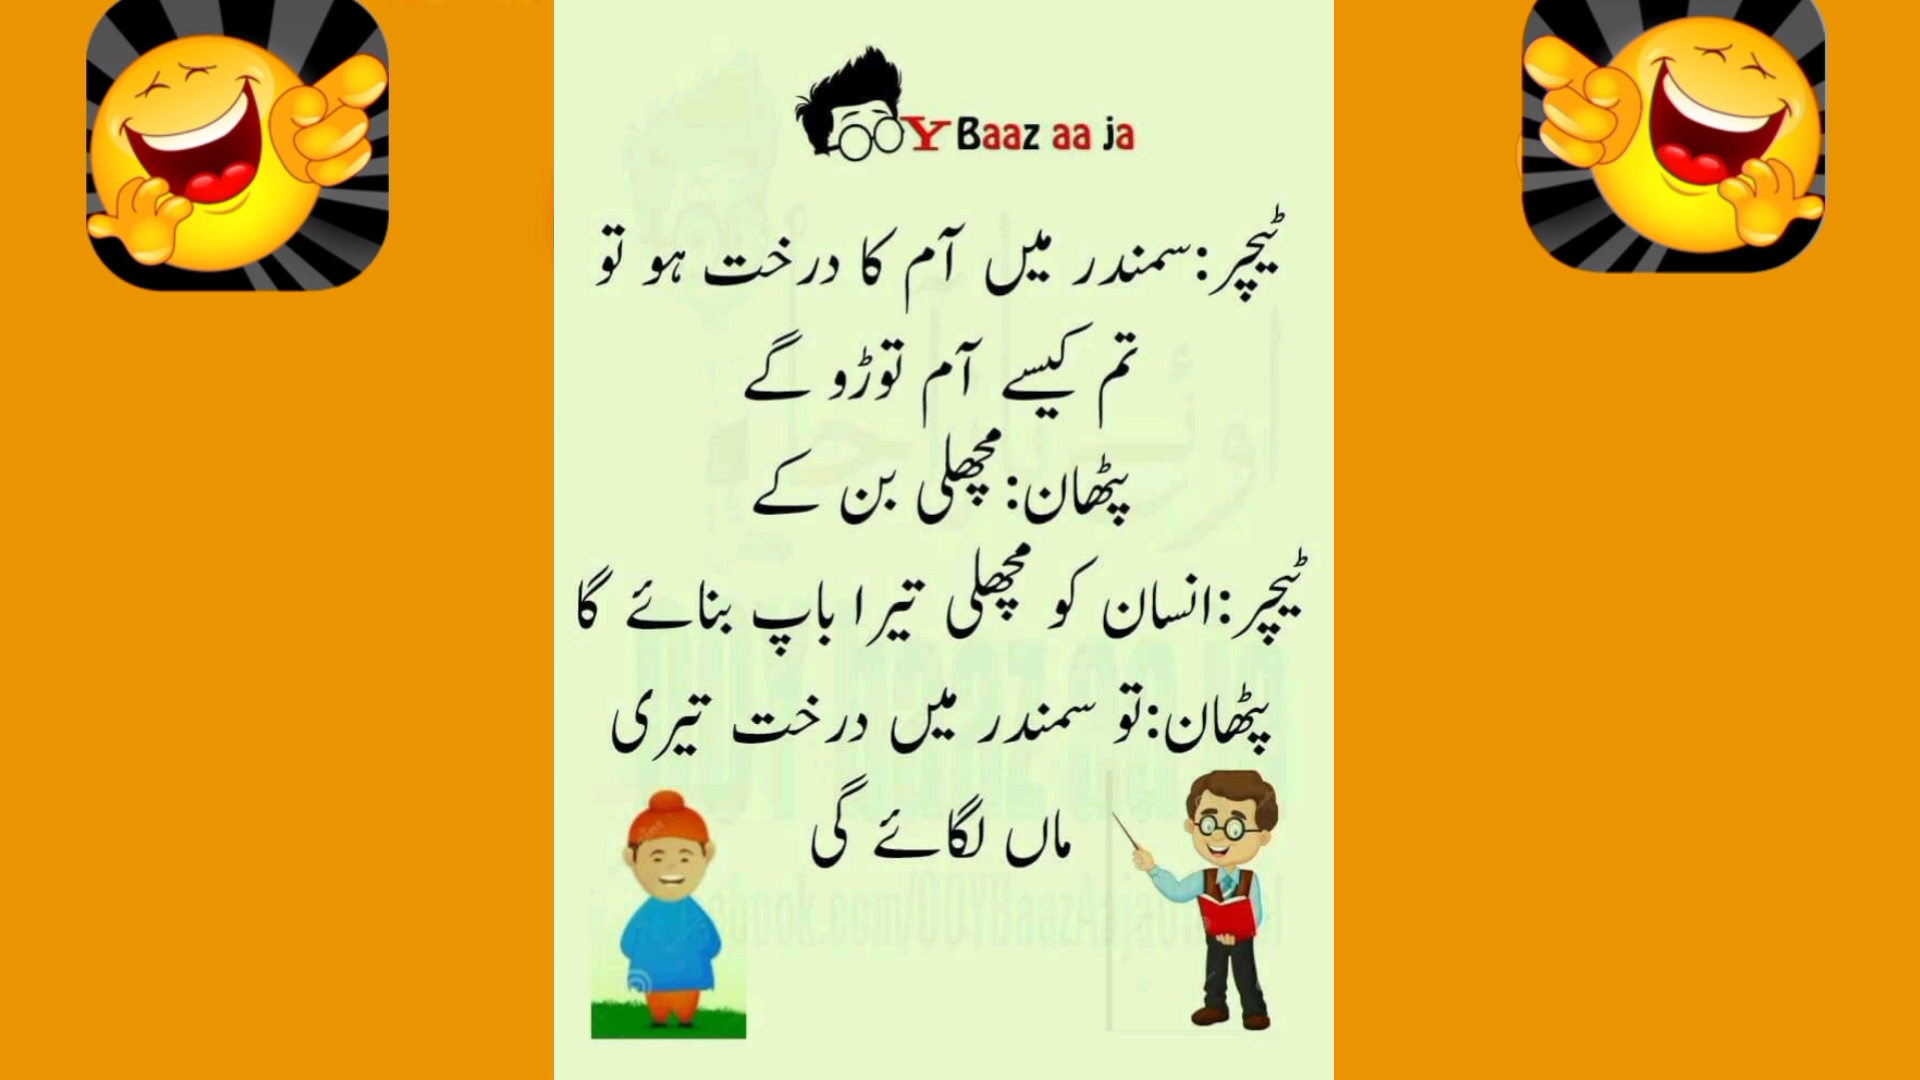 OOY Baaz aa ja
ٹیچر:سمندر میں آم کا درخت ہو تو
تم کیسے آم توڑو گے
پٹھان:مچھلی بن کے
ٹیچر:انسان کو مچھلی تیرا باپ بنائے گا
پٹھان:تو سمندر میں درخت تیری
ماں لگائے گی